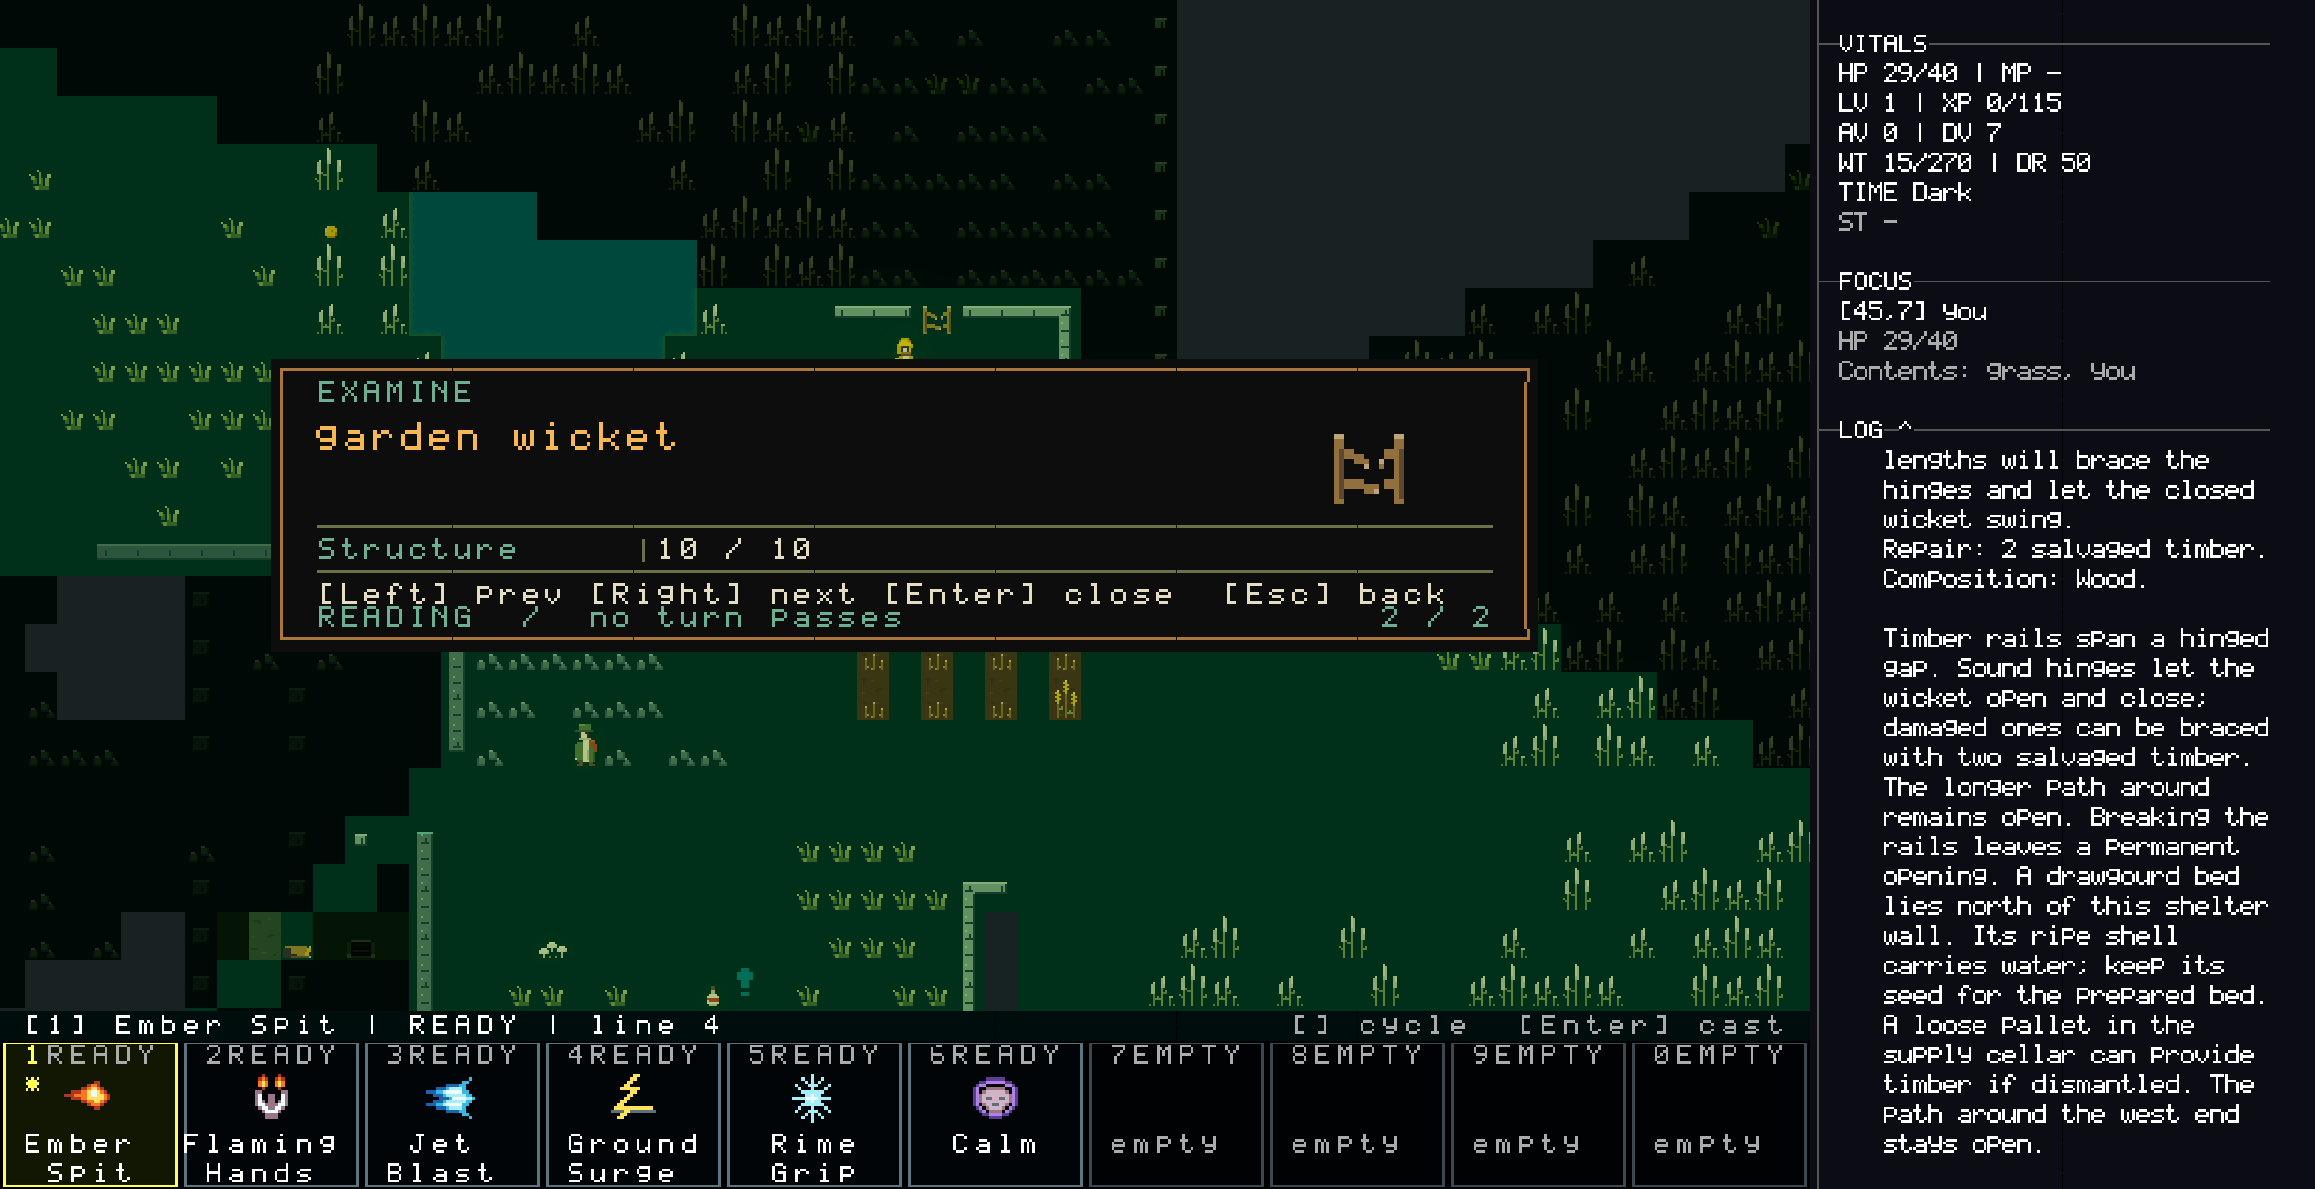 VITALS
HP 29/40 | MP -
LV 1 | XP 0/115
AV 0 | DV 7
WT 15/270 | DR 50
TIME Dark
ST -
FOCUS
[45,7] You
HP 29/40
Contents: grass, You
LOG ^
lengths will brace the
hinges and let the closed
wicket swing.
Repair: 2 salvaged timber.
Composition: Wood.
Timber rails span a hinged
gap. Sound hinges let the
wicket open and close;
damaged ones can be braced
with two salvaged timber.
The longer path around
remains open. Breaking the
rails leaves a permanent
opening. A drawgourd bed
lies north of this shelter
wall. Its ripe shell
carries water; keep its
seed for the prepared bed.
A loose pallet in the
supply cellar can provide
timber if dismantled. The
path around the west end
stays open.
EXAMINE
garden wicket
Structure |10 / 10
[Left] prev [Right] next [Enter] close [Esc] back
READING / no turn passes 2 / 2
[1] Ember Spit | READY | line 4 [] cycle [Enter] cast
1READY 2READY 3READY 4READY 5READY 6READY 7EMPTY 8EMPTY 9EMPTY 0EMPTY
Ember Flaming Jet Ground Rime Calm empty empty empty empty
Spit Hands Blast Surge Grip